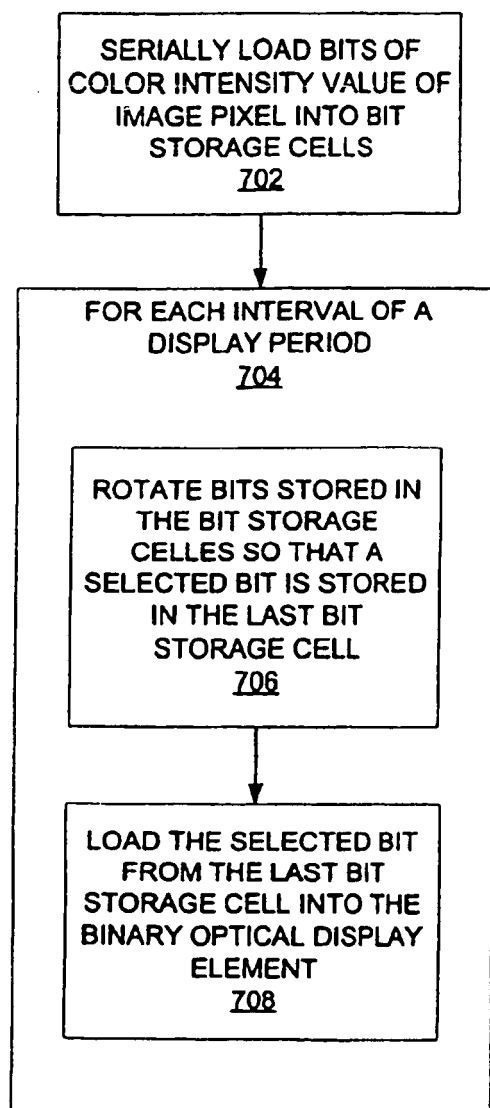 SERIALLY LOAD BITS OF
COLOR INTENSITY VALUE OF
IMAGE PIXEL INTO BIT
STORAGE CELLS
702
FOR EACH INTERVAL OF A
DISPLAY PERIOD
704
ROTATE BITS STORED IN
THE BIT STORAGE
CELLES SO THAT A
SELECTED BIT IS STORED
IN THE LAST BIT
STORAGE CELL
706
LOAD THE SELECTED BIT
FROM THE LAST BIT
STORAGE CELL INTO THE
BINARY OPTICAL DISPLAY
ELEMENT
708